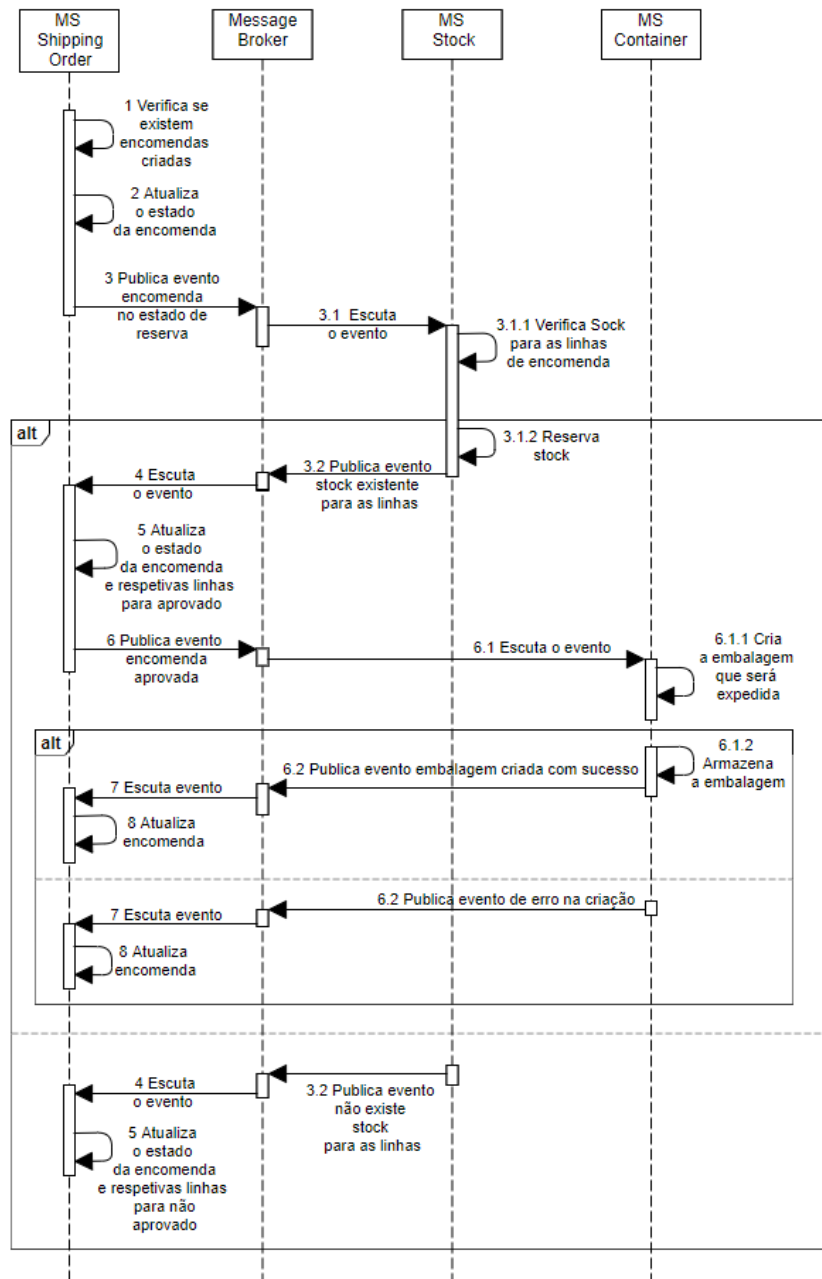 MS
Shipping
Order
Message
Broker
MS
Stock
MS
Container
1 Verifica se
existem
encomendas
criadas
2 Atualiza
o estado
da encomenda
3 Publica evento
encomenda
no estado de
reserva
3.1 Escuta
o evento
3.1.1 Verifica Sock
para as linhas
de encomenda
alt
3.1.2 Reserva
stock
3.2 Publica evento
stock existente
para as linhas
4 Escuta
o evento
5 Atualiza
o estado
da encomenda
e respetivas linhas
para aprovado
6 Publica evento
encomenda
aprovada
6.1 Escuta o evento
6.1.1 Cria
a embalagem
que será
expedida
alt
6.1.2
Armazena
a embalagem
6.2 Publica evento embalagem criada com sucesso
7 Escuta evento
8 Atualiza
encomenda
6.2 Publica evento de erro na criação
7 Escuta evento
8 Atualiza
encomenda
3.2 Publica evento
não existe
stock
para as linhas
4 Escuta
o evento
5 Atualiza
o estado
da encomenda
e respetivas linhas
para não
aprovado